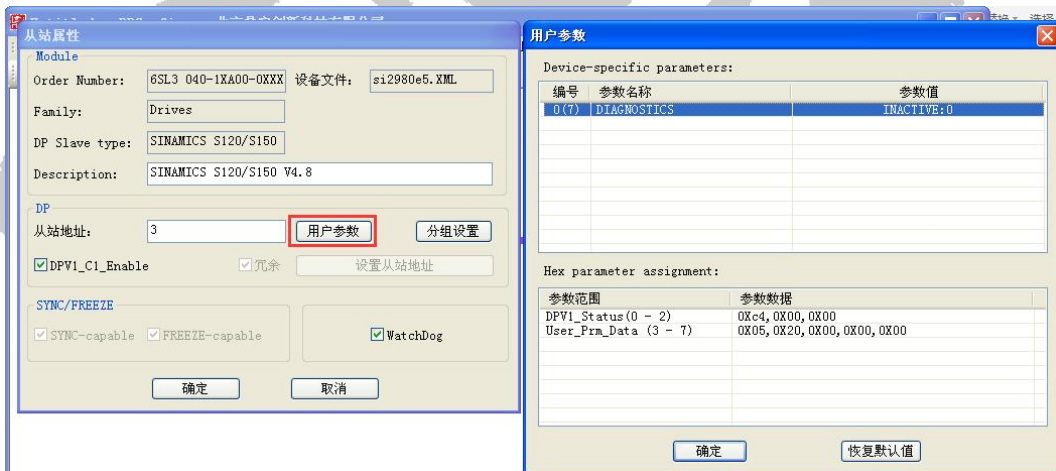 从站属性
Module
Order Number: 6SL3 040-1XA00-0XXX 设备文件: si2980e5.XML
Family: Drives
DP Slave type: SINAMICS S120/S150
Description: SINAMICS S120/S150 V4.8
DP
从站地址: 3 用户参数 分组设置
DPV1_C1_Enable 冗余 设置从站地址
SYNC/FREEZE
SYNC-capable FREEZE-capable WatchDog
确定 取消
用户参数
Device-specific parameters:
编号 参数名称 参数值
0(7) DIAGNOSTICS INACTIVE:0
Hex parameter assignment:
参数范围 参数数据
DPV1_Status(0 - 2) 0Xc4,0X00,0X00
User_Prm_Data (3 - 7) 0X05,0X20,0X00,0X00,0X00
确定 恢复默认值